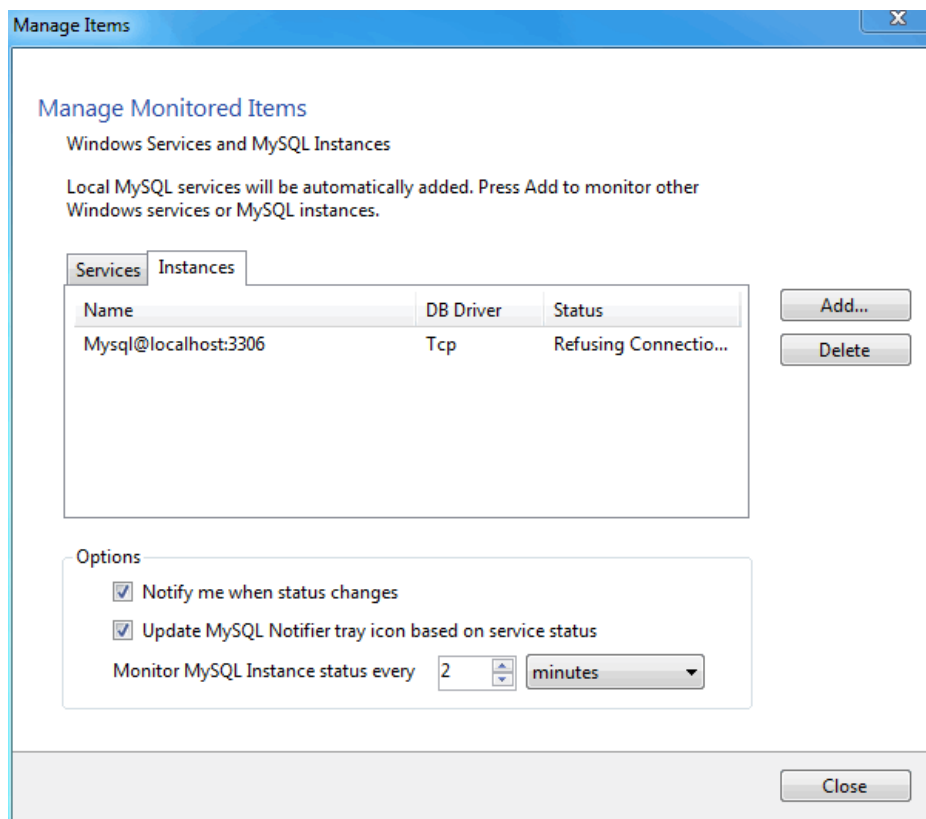 Manage Items
Manage Monitored Items
Windows Services and MySQL Instances
Local MySQL services will be automatically added. Press Add to monitor other
Windows services or MySQL instances.
Services Instances
Name DB Driver Status
Mysql@localhost:3306 Tcp Refusing Connectio...
Add...
Delete
Options
Notify me when status changes
Update MySQL Notifier tray icon based on service status
Monitor MySQL Instance status every 2 minutes
Close